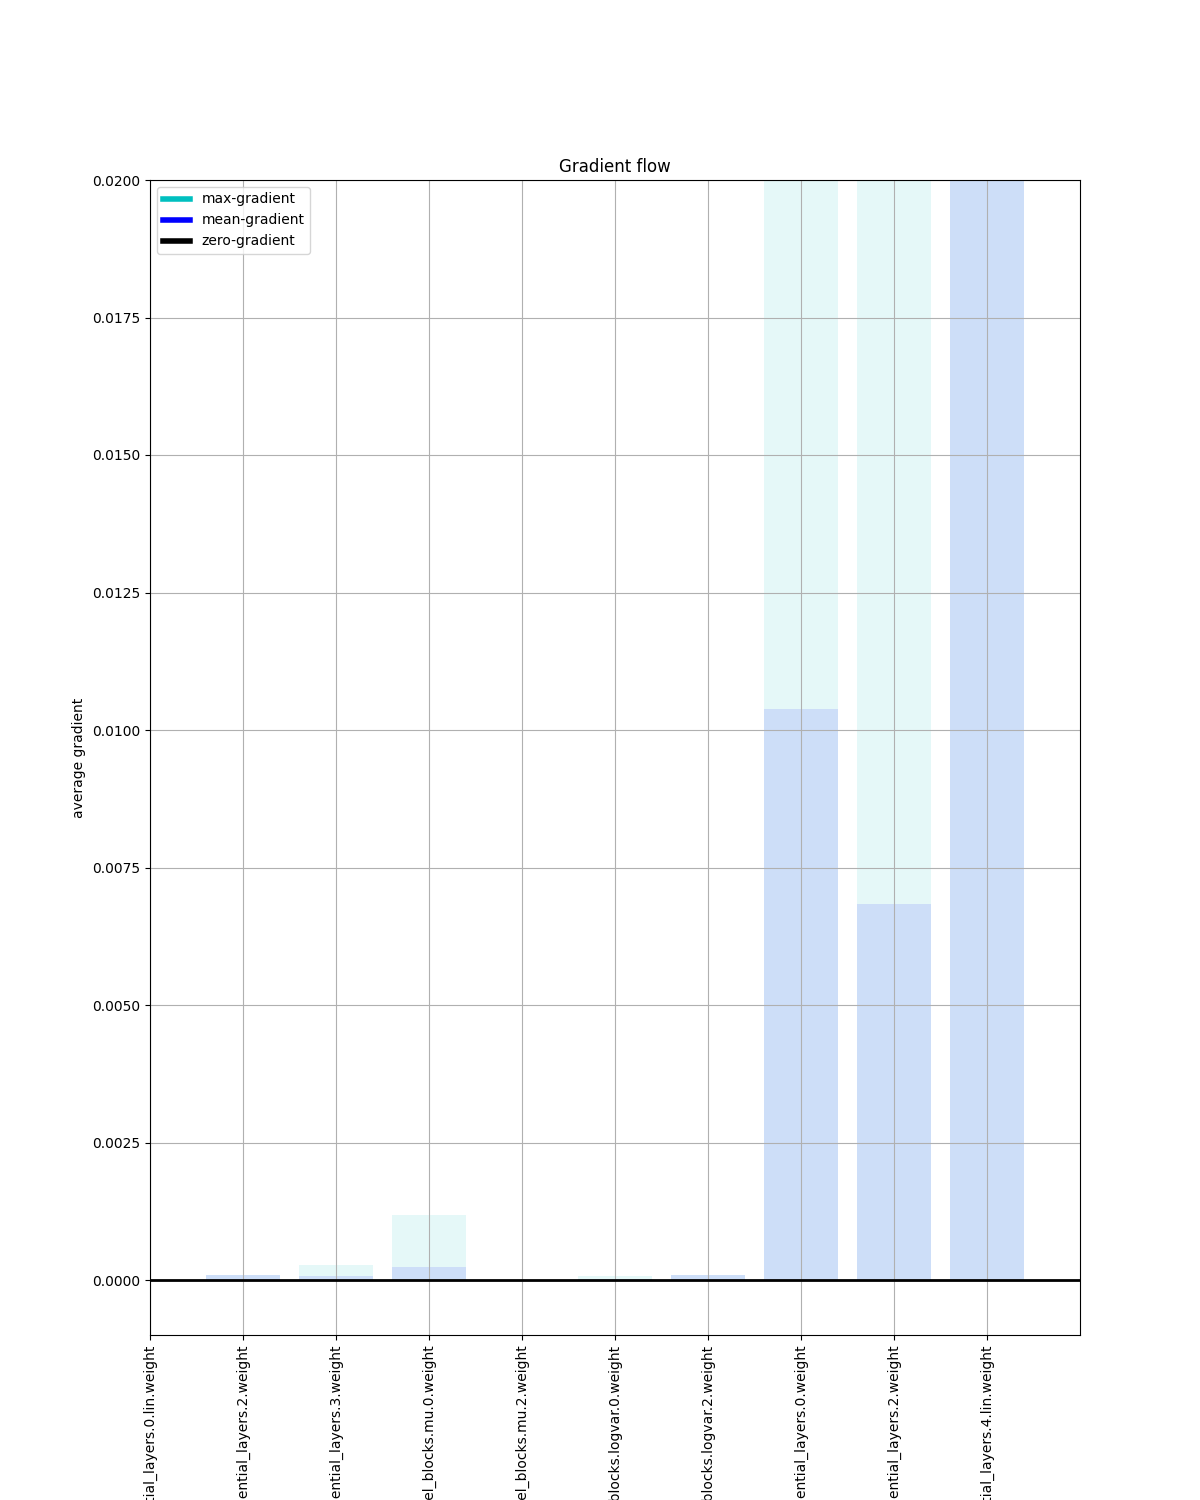 Gradient flow
max-gradient
mean-gradient
zero-gradient
0.0200
0.0175
0.0150
0.0125
0.0100
0.0075
0.0050
0.0025
0.0000
average gradient
tial_layers.0.lin.weight
ential_layers.2.weight
ential_layers.3.weight
el_blocks.mu.0.weight
el_blocks.mu.2.weight
blocks.logvar.0.weight
blocks.logvar.2.weight
ential_layers.0.weight
ential_layers.2.weight
tial_layers.4.lin.weight